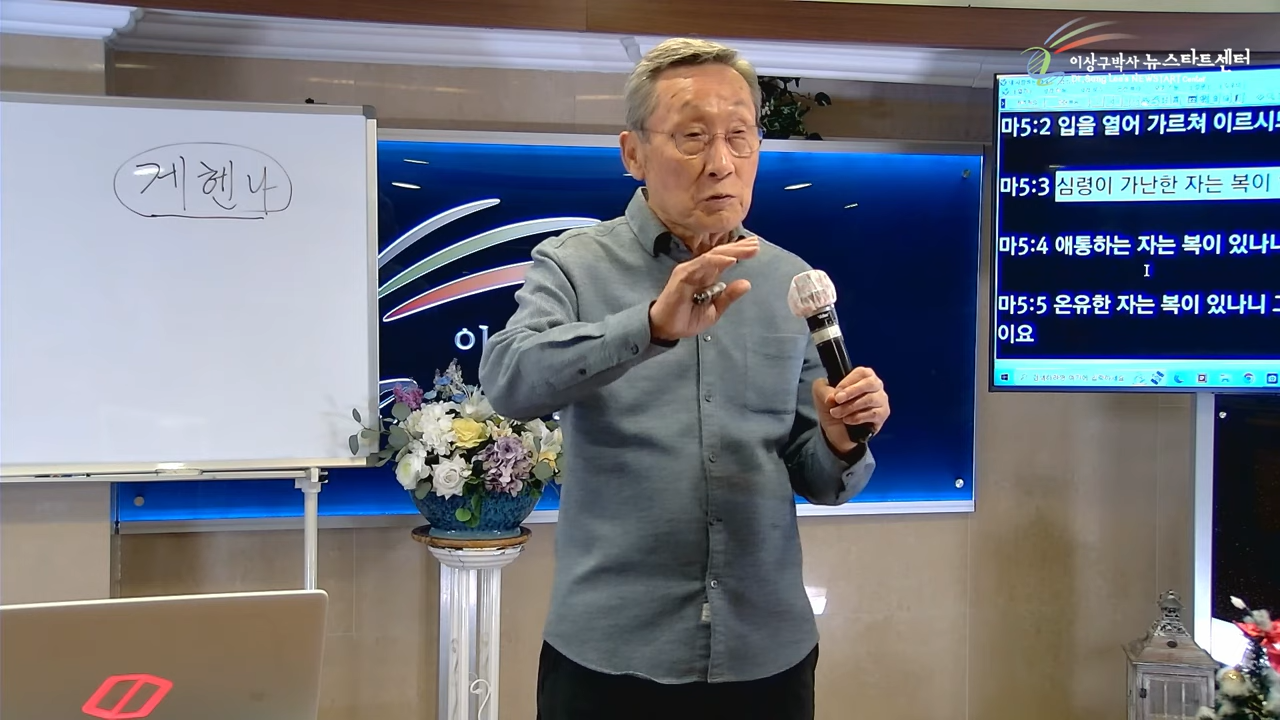 이상구박사 뉴스타트센터
게헨나
마5:2 입을 열어 가르쳐 이르시
마5:3 심령이 가난한 자는 복이
마5:4 애통하는 자는 복이 있나니
마5:5 온유한 자는 복이 있나니
이요
이